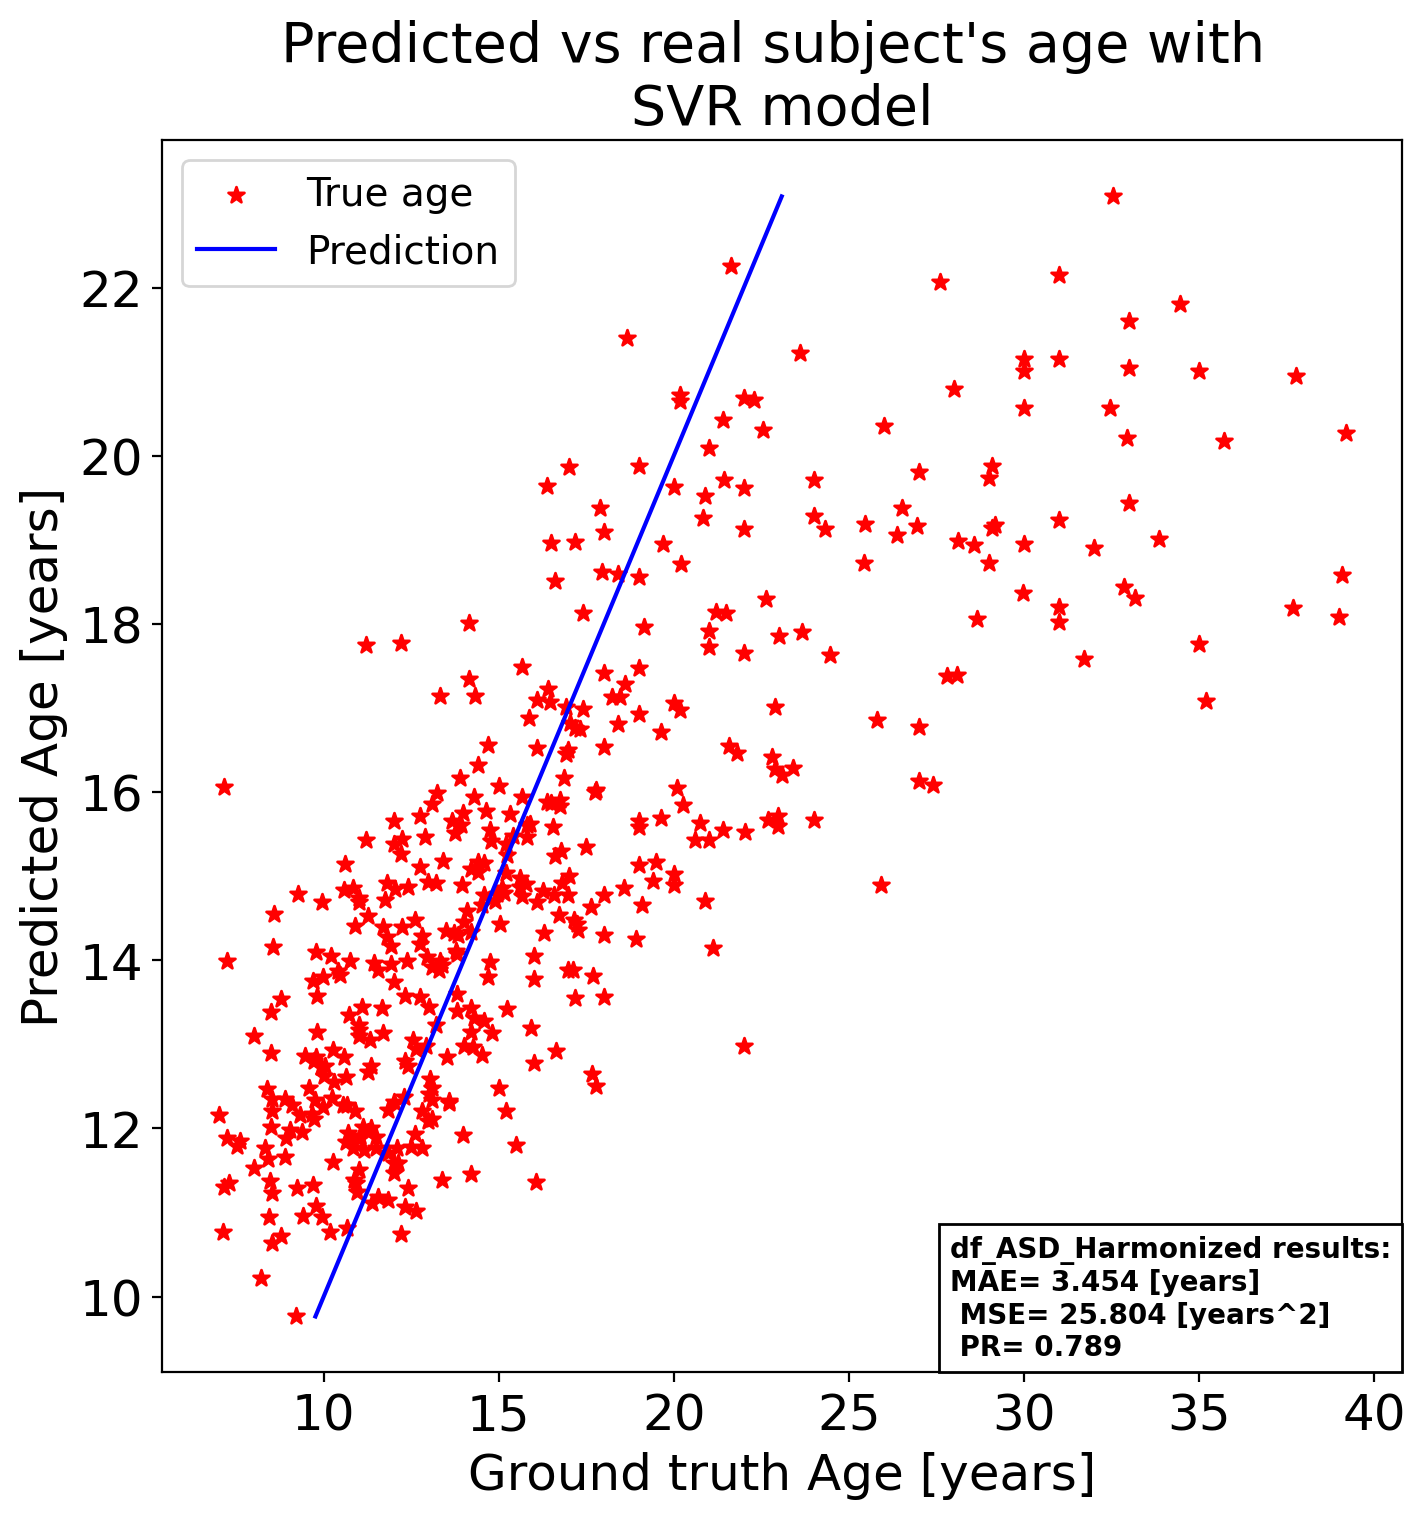 Predicted vs real subject's age with
SVR model
True age
Prediction
Predicted Age [years]
22
20
18
16
14
12
10
df_ASD_Harmonized results:
MAE= 3.454 [years]
MSE= 25.804 [years^2]
PR= 0.789
10 15 20 25 30 35 40
Ground truth Age [years]